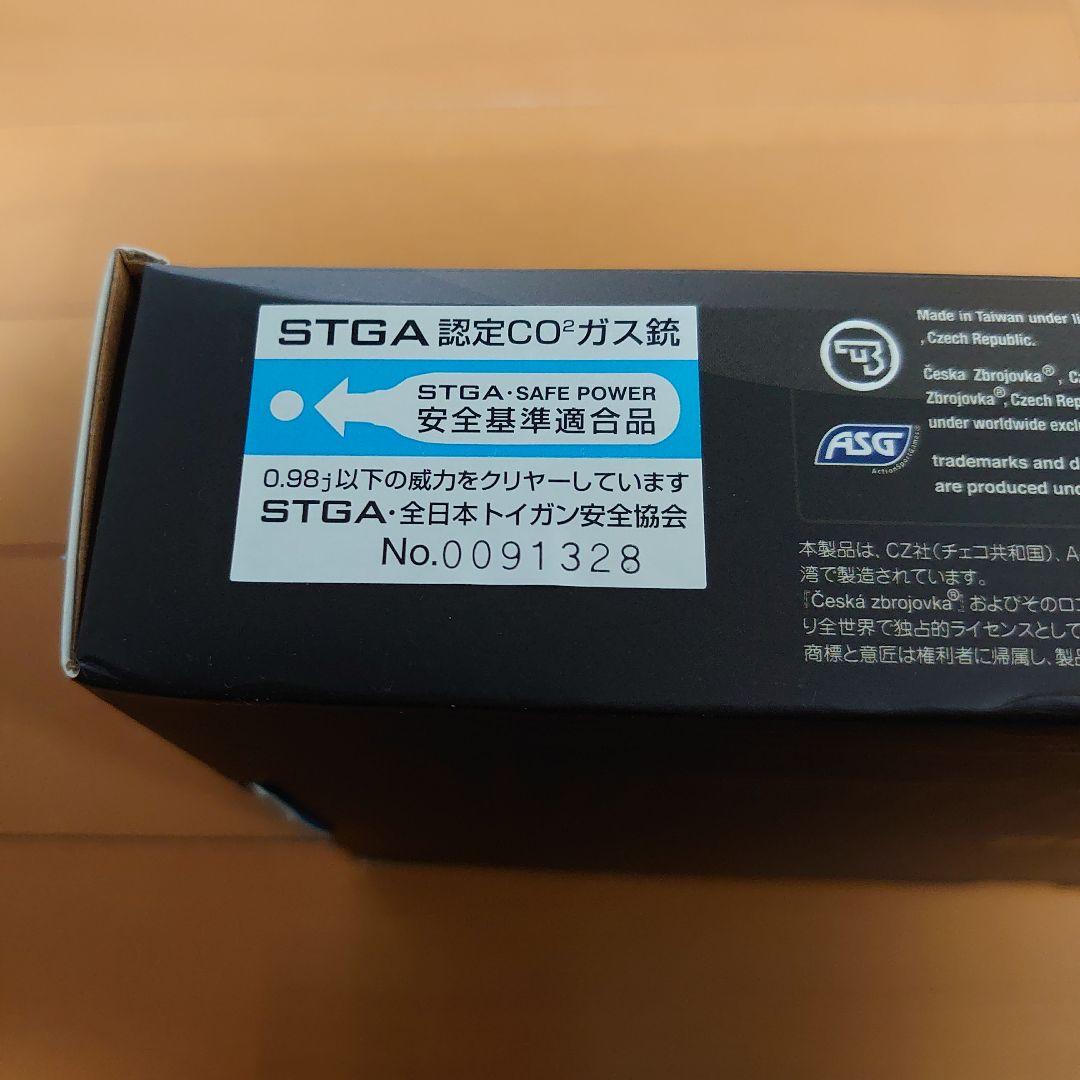 STGA 認定CO²ガス銃
STGA・SAFE POWER
安全基準適合品
0.98j以下の威力をクリヤーしています
STGA・全日本トイガン安全協会
No.0091328
Made in Taiwan under
, Czech Republic.
Česka Zbrojovka®,
Zbrojovka®, Czech
under worldwide
trademarks and
are produced
ASG
ActionSportGames
本製品は、CZ社(チェコ共和国)、
湾で製造されています。
『Česká zbrojovka®』およびそのロゴ
り全世界で独占的ライセンスとして
商標と意匠は権利者に帰属し、製品